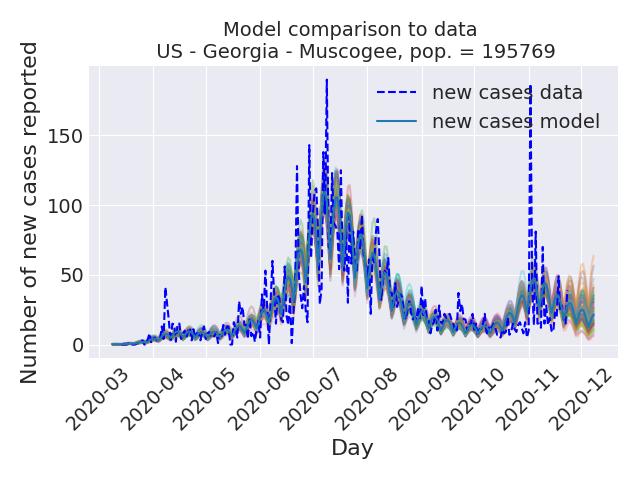 Model comparison to data
US - Georgia - Muscogee, pop. = 195769
Number of new cases reported
150
100
50
0
new cases data
new cases model
2020-03
2020-04
2020-05
2020-06
2020-07
2020-08
2020-09
2020-10
2020-11
2020-12
Day